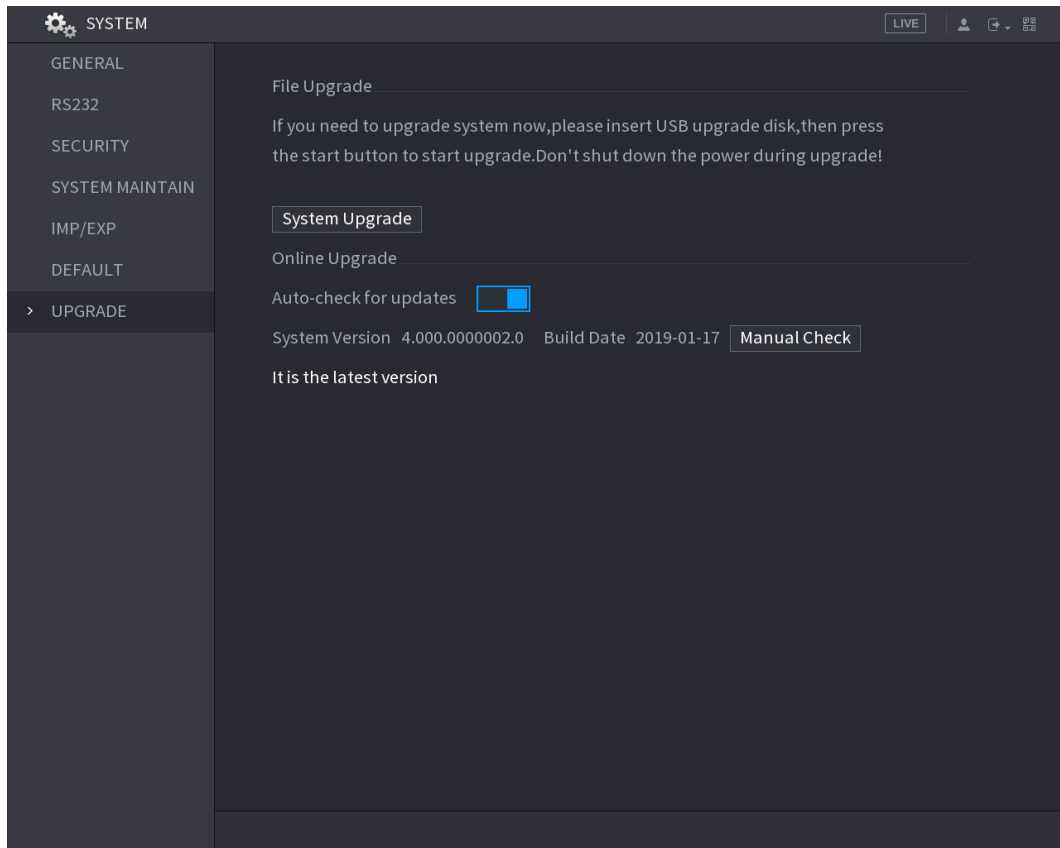 SYSTEM
LIVE
GENERAL
RS232
SECURITY
SYSTEM MAINTAIN
IMP/EXP
DEFAULT
UPGRADE
File Upgrade
If you need to upgrade system now,please insert USB upgrade disk,then press
the start button to start upgrade.Don't shut down the power during upgrade!
System Upgrade
Online Upgrade
Auto-check for updates
System Version 4.000.0000002.0 Build Date 2019-01-17 Manual Check
It is the latest version